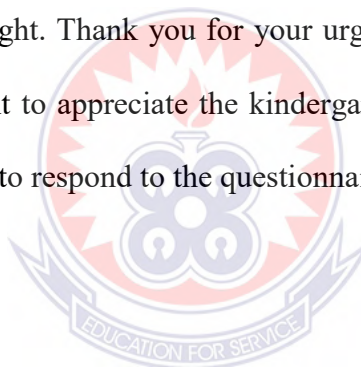 ght. Thank you for your urg
t to appreciate the kinderga
to respond to the questionnai
EDUCATION FOR SERVICE